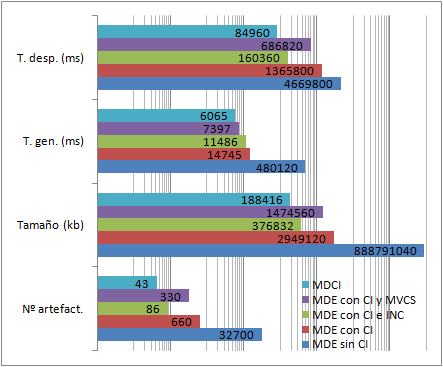 T. desp. (ms)
84960
686820
160360
1365800
4669800
T. gen. (ms)
6065
7397
11486
14745
480120
Tamaño (kb)
188416
1474560
376832
2949120
888791040
Nº artefact.
43
330
86
660
32700
MDCI
MDE con CI y MVCS
MDE con CI e INC
MDE con CI
MDE sin CI